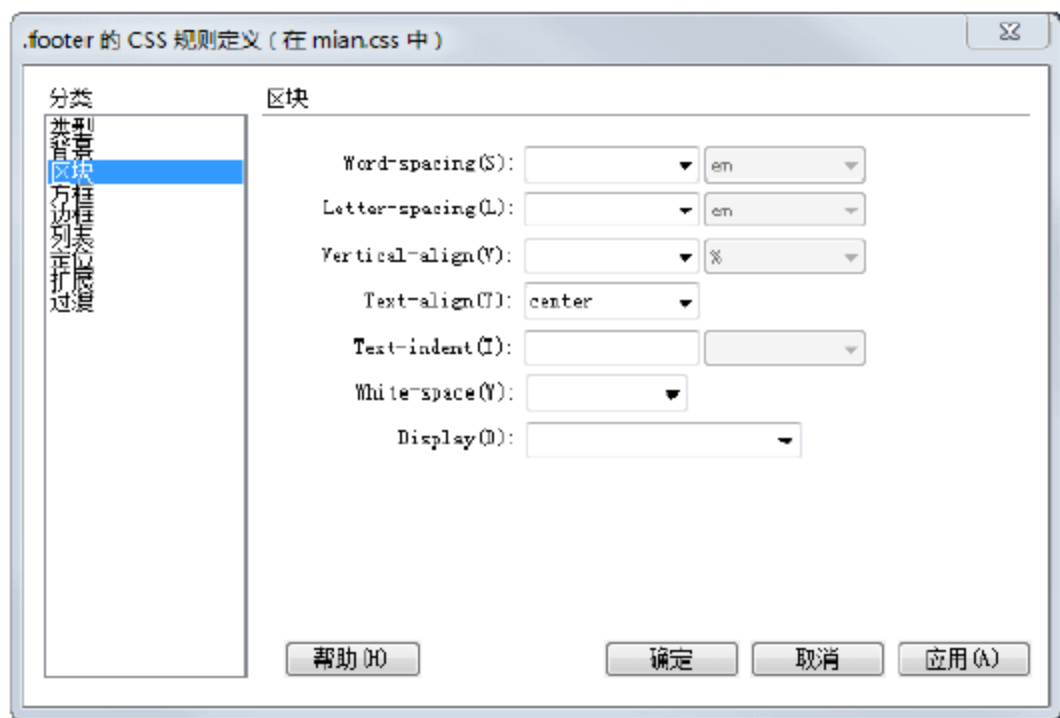 .footer 的 CSS 规则定义 ( 在 mian.css 中 )
分类
类型
背景
区块
方框
边框
列表
定位
扩展
过渡
区块
Word-spacing(S): em
Letter-spacing(L): em
Vertical-align(V): %
Text-align(T): center
Text-indent(I):
White-space(W):
Display(D):
帮助(H) 确定 取消 应用(A)